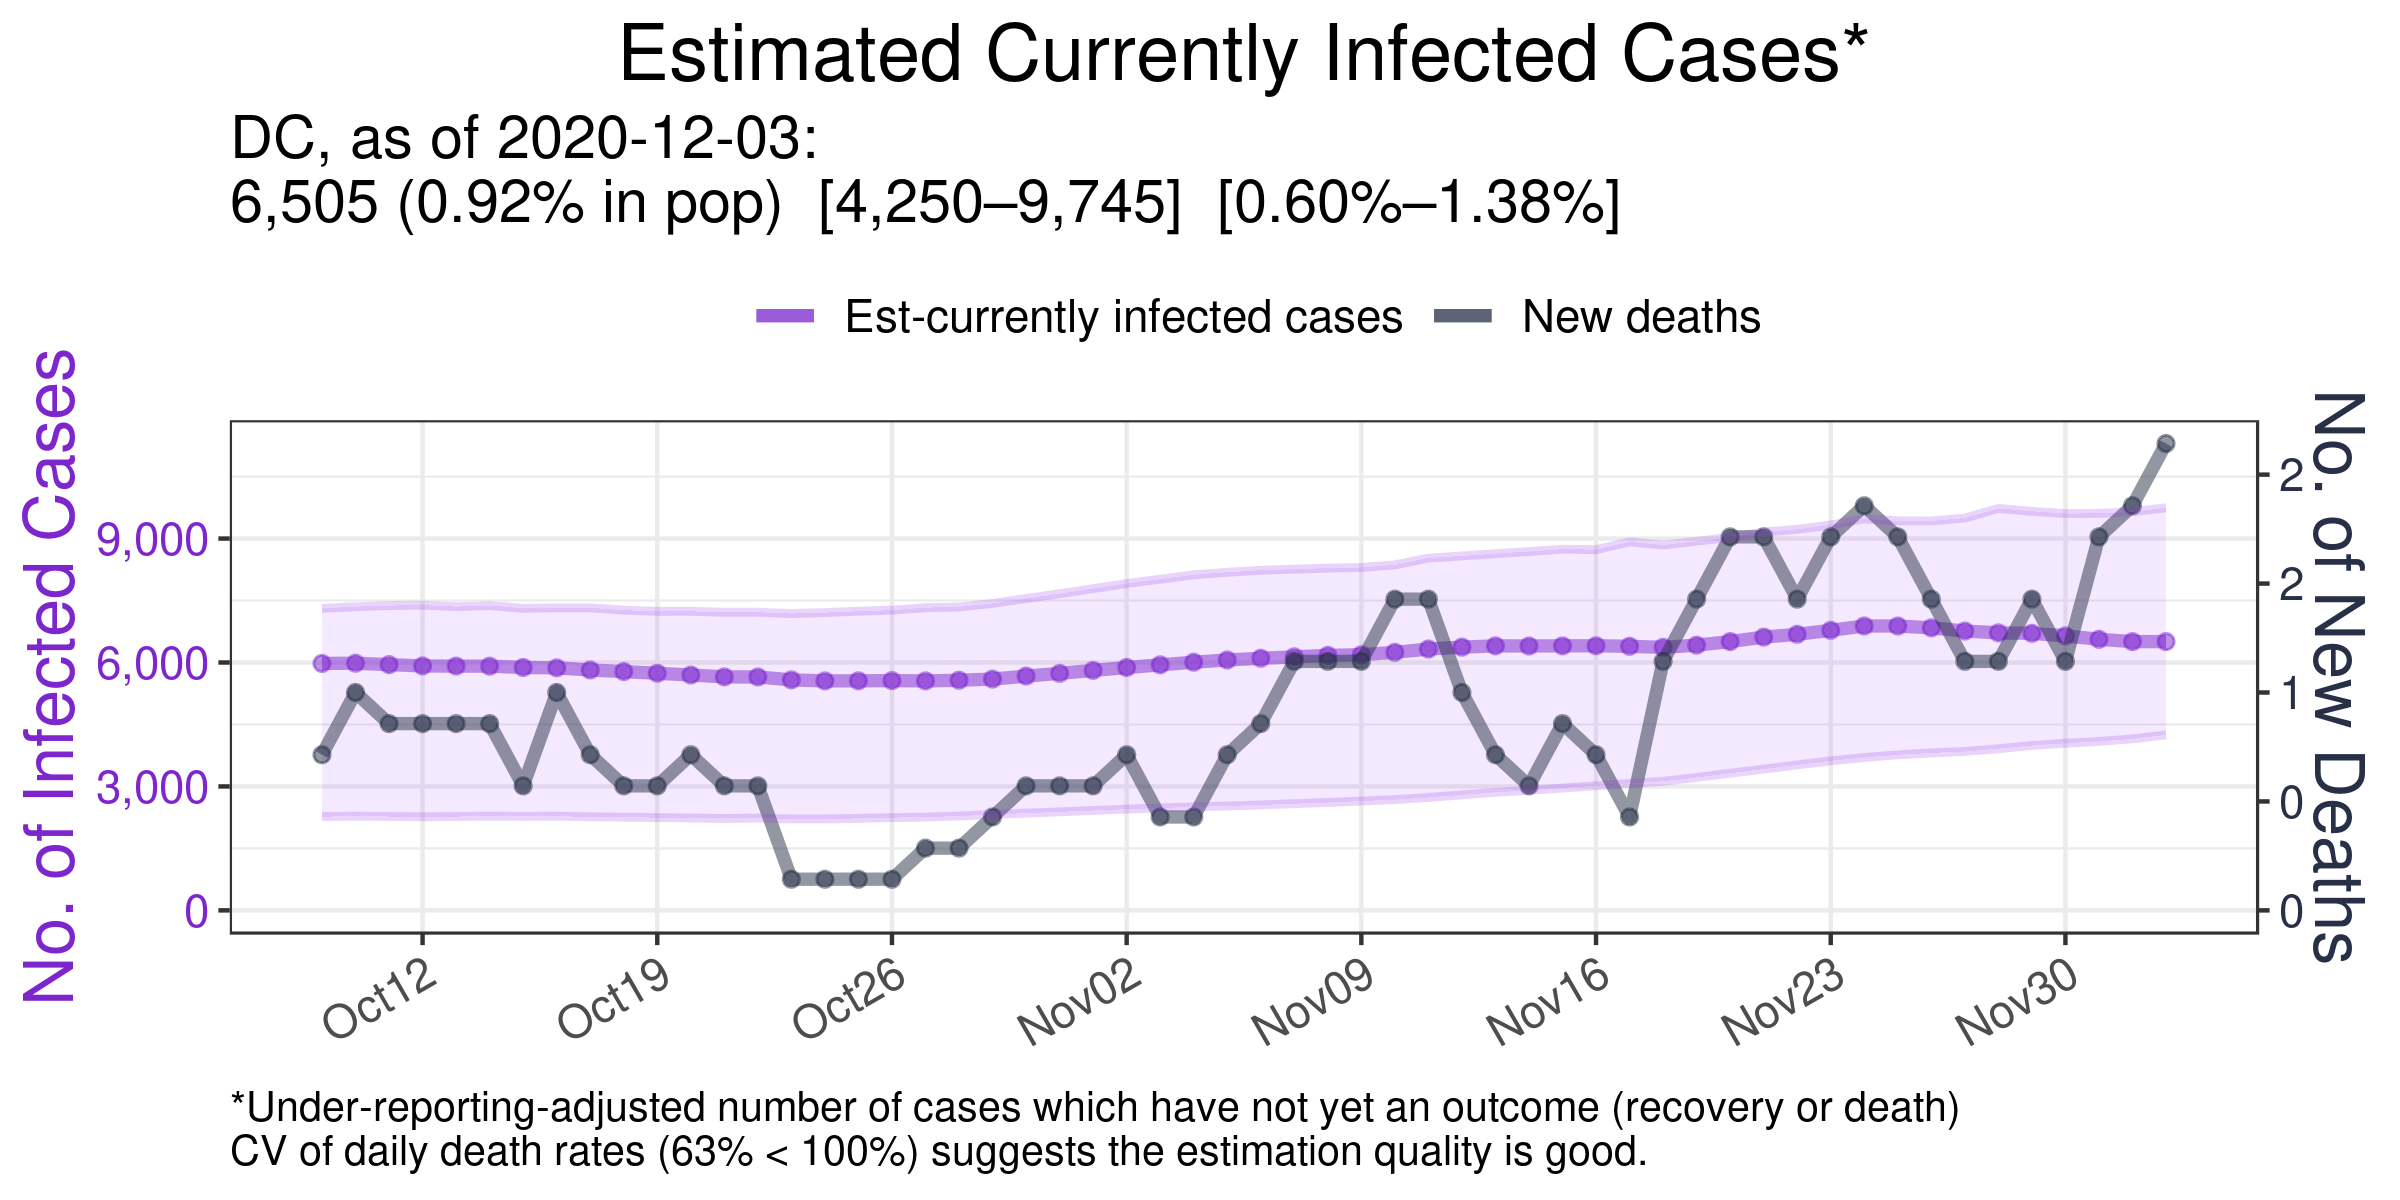 Estimated Currently Infected Cases*
DC, as of 2020-12-03:
6,505 (0.92% in pop) [4,250–9,745] [0.60%–1.38%]
Est-currently infected cases
New deaths
No. of Infected Cases
9,000
6,000
3,000
0
2
2
1
0
0
No. of New Deaths
Oct12
Oct19
Oct26
Nov02
Nov09
Nov16
Nov23
Nov30
*Under-reporting-adjusted number of cases which have not yet an outcome (recovery or death)
CV of daily death rates (63% < 100%) suggests the estimation quality is good.